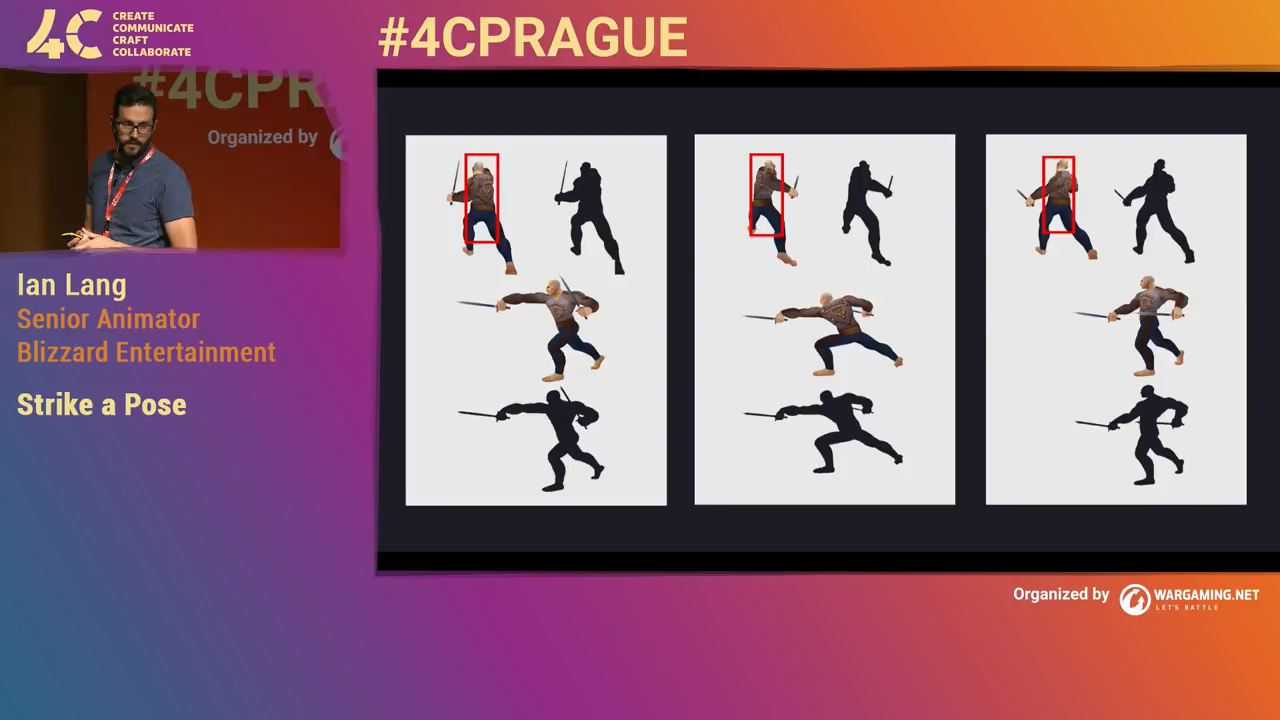 4C
CREATE
COMMUNICATE
CRAFT
COLLABORATE
#4CPRAGUE
#4CPR
Organized by
Ian Lang
Senior Animator
Blizzard Entertainment
Strike a Pose
Organized by
WARGAMING.NET
LET'S BATTLE